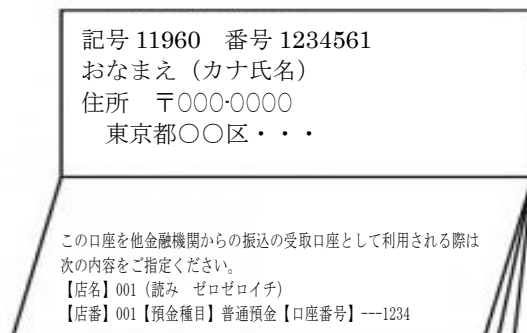 記号 11960　番号 1234561
おなまえ（カナ氏名）
住所　〒○○○-○○○○
東京都○○区・・・
この口座を他金融機関からの振込の受取口座として利用される際は
次の内容をご指定ください。
【店名】001（読み　ゼロゼロイチ）
【店番】001【預金種目】普通預金【口座番号】---1234